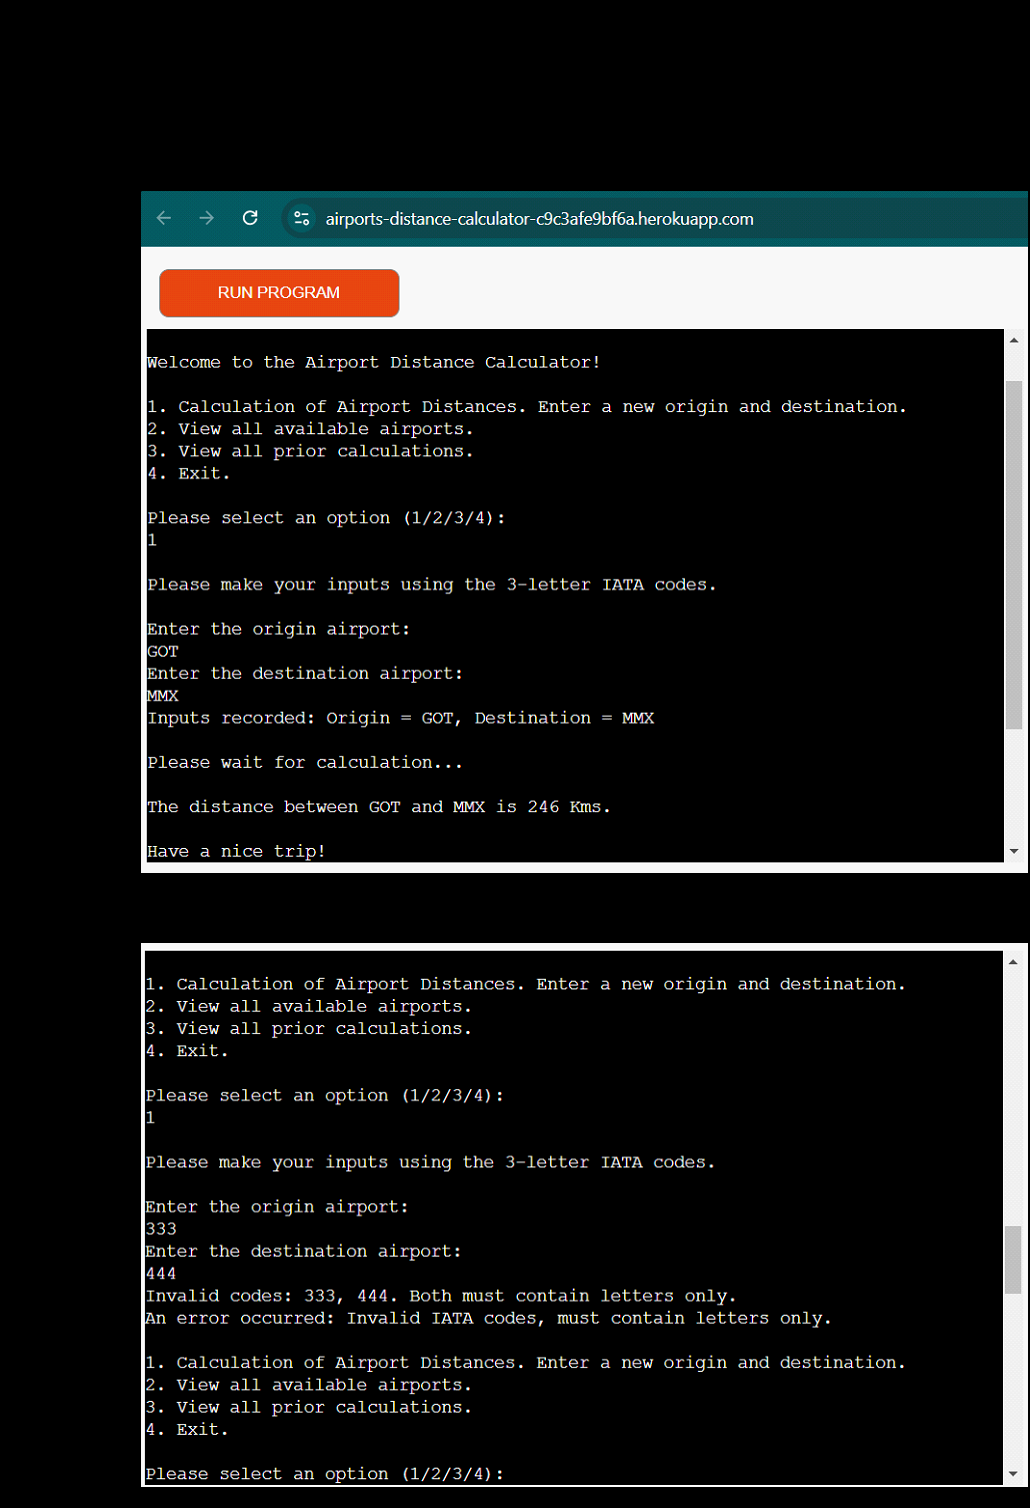 airports-distance-calculator-c9c3afe9bf6a.herokuapp.com
RUN PROGRAM
Welcome to the Airport Distance Calculator!
1. Calculation of Airport Distances. Enter a new origin and destination.
2. View all available airports.
3. View all prior calculations.
4. Exit.
Please select an option (1/2/3/4):
1
Please make your inputs using the 3-letter IATA codes.
Enter the origin airport:
GOT
Enter the destination airport:
MMX
Inputs recorded: Origin = GOT, Destination = MMX
Please wait for calculation...
The distance between GOT and MMX is 246 Kms.
Have a nice trip!
1. Calculation of Airport Distances. Enter a new origin and destination.
2. View all available airports.
3. View all prior calculations.
4. Exit.
Please select an option (1/2/3/4):
1
Please make your inputs using the 3-letter IATA codes.
Enter the origin airport:
333
Enter the destination airport:
444
Invalid codes: 333, 444. Both must contain letters only.
An error occurred: Invalid IATA codes, must contain letters only.
1. Calculation of Airport Distances. Enter a new origin and destination.
2. View all available airports.
3. View all prior calculations.
4. Exit.
Please select an option (1/2/3/4):